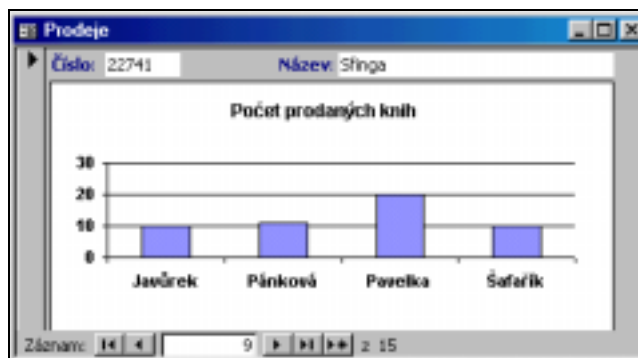 Prodeje
Číslo: 22741 Název: Sfinga
Počet prodaných knih
30
20
10
0
Javůrek Pánková Pavelka Šafařík
Záznam: 9 z 15